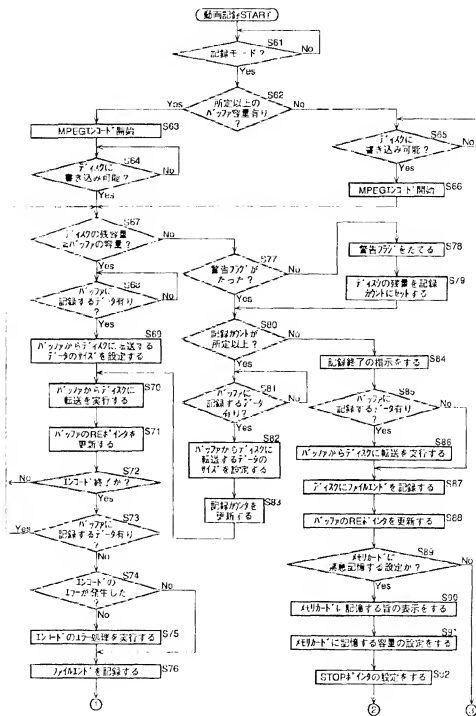 動画記録START
S61
記録モード？
No
Yes
S62
所定以上の
バッファ容量有り
？
Yes
No
MPEGエンコード開始
S63
S64
ディスクに
書き込み可能？
No
Yes
S65
ディスクに
書き込み可能？
No
Yes
MPEGエンコード開始
S66
S67
ディスクの残容量
≧バッファの容量？
No
Yes
S68
バッファに
記録するデータ有り
？
Yes
S69
バッファからディスクに転送する
データのサイズを設定する
S70
バッファからディスクに
転送を実行する
S71
バッファのREポインタを
更新する
S72
エンコード終了か？
No
Yes
S73
バッファに
記録するデータ有り
？
Yes
No
S74
エンコードの
エラーが発生した
？
No
Yes
エンコードのエラー処理を実行する
S75
ファイルエンドを記録する
S76
①
S77
警告フラグが
たった？
No
Yes
S78
警告フラグをたてる
S79
ディスクの残量を記録
カウントにセットする
S80
記録カウントが
所定以上？
No
Yes
S81
バッファに
記録するデータ
有り？
Yes
S82
バッファからディスクに
転送するデータの
サイズを設定する
S83
記録カウンタを
更新する
記録終了の指示をする
S84
S85
バッファに
記録するデータ有り
？
No
Yes
S86
バッファからディスクに転送を実行する
S87
ディスクにファイルエンドを記録する
S88
バッファのREポインタを更新する
S89
メモリカードに
緊急記憶する設定か？
No
Yes
S90
メモリカードに記憶する旨の表示をする
メモリカードに記憶する容量の設定をする
S92
STOPポインタの設定をする
②
③